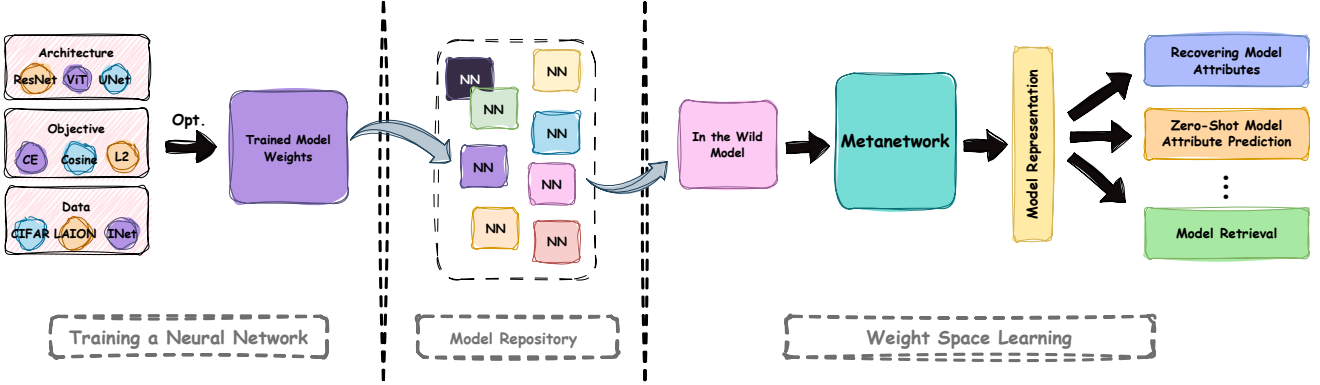 Architecture
ResNet ViT UNet
Objective
CE Cosine L2
Data
CIFAR LAION INet
Opt.
Trained Model
Weights
Training a Neural Network
NN
NN
NN
NN
NN
NN
NN
NN
Model Repository
In the Wild
Model
Metanetwork
Model Representation
Recovering Model
Attributes
Zero-Shot Model
Attribute Prediction
Model Retrieval
Weight Space Learning